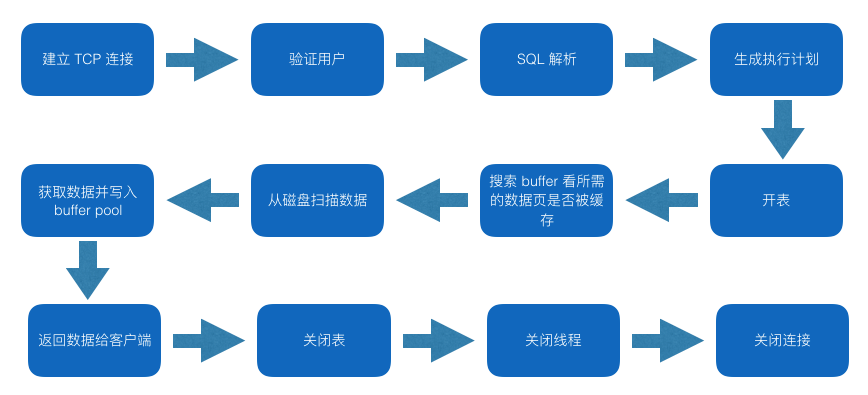 建立 TCP 连接
验证用户
SQL 解析
生成执行计划
开表
搜索 buffer 看所需
的数据页是否被缓
存
从磁盘扫描数据
获取数据并写入
buffer pool
返回数据给客户端
关闭表
关闭线程
关闭连接